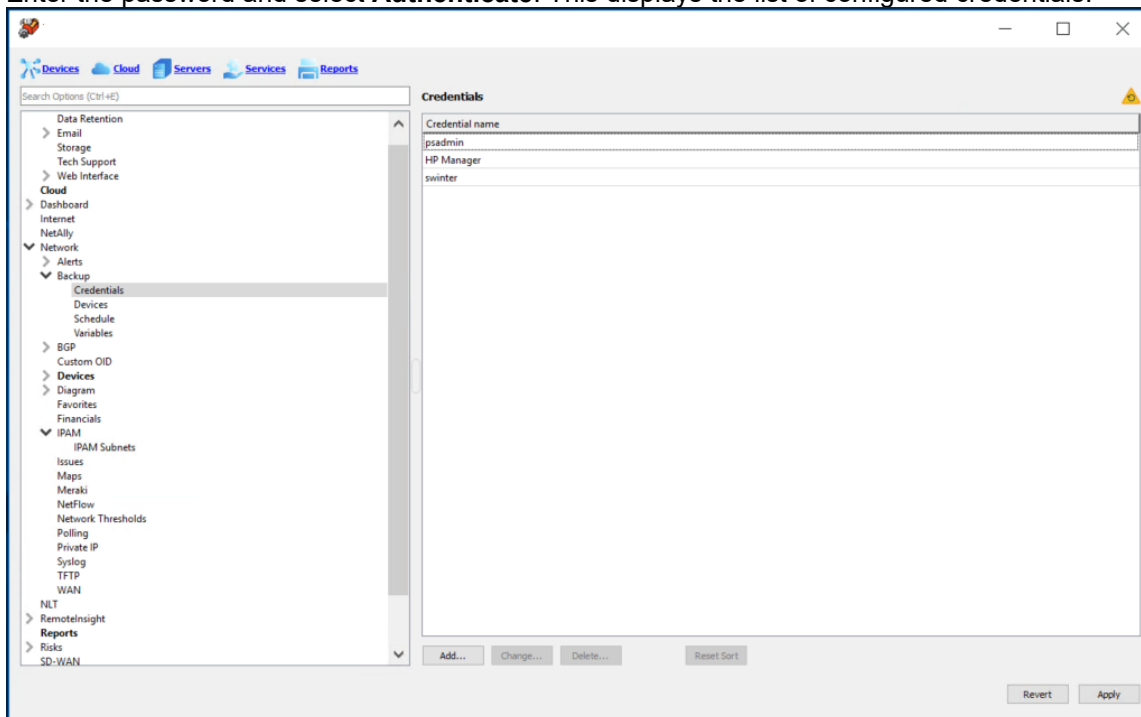 Enter the password and select Authenticate. This displays the list of configured credentials.
Devices Cloud Servers Services Reports
Search Options (Ctrl+E)
Credentials
Data Retention
Email
Storage
Tech Support
Web Interface
Cloud
Dashboard
Internet
NetAlly
Network
Alerts
Backup
Credentials
Devices
Schedule
Variables
BGP
Custom OID
Devices
Diagram
Favorites
Financials
IPAM
IPAM Subnets
Issues
Maps
Meraki
NetFlow
Network Thresholds
Polling
Private IP
Syslog
TFTP
WAN
NLT
RemoteInsight
Reports
Risks
SD-WAN
Credential name
psadmin
HP Manager
swinter
Add... Change... Delete... Reset Sort
Revert Apply